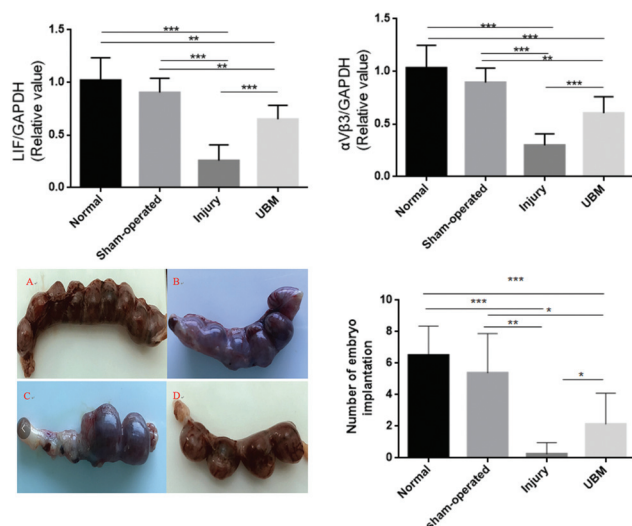 LIF/GAPDH
(Relative value)
1.5
1.0
0.5
0.0
***
**
***
**
***
Normal
Sham-operated
Injury
UBM
αVβ3/GAPDH
(Relative value)
1.5
1.0
0.5
0.0
***
***
***
**
***
Normal
Sham-operated
Injury
UBM
A
B
C
D
Number of embryo
implantation
10
8
6
4
2
0
***
***
*
**
*
Normal
sham-operated
Injury
UBM